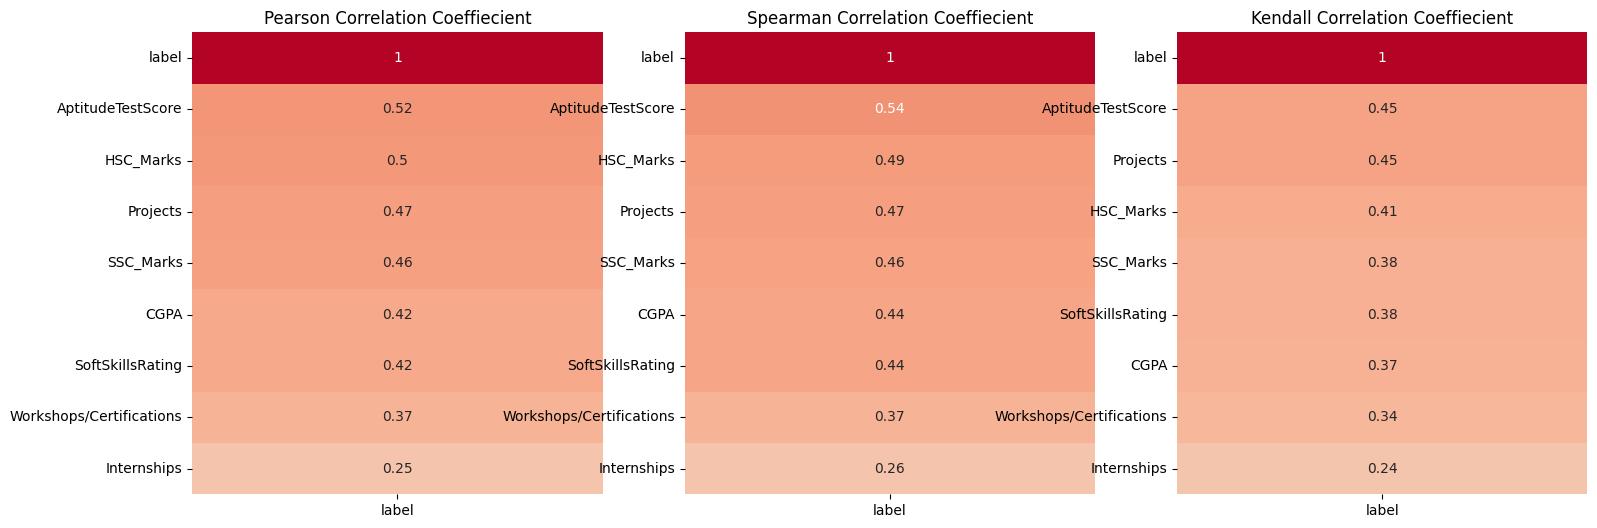 Pearson Correlation Coeffiecient
label 1
AptitudeTestScore 0.52
HSC_Marks 0.5
Projects 0.47
SSC_Marks 0.46
CGPA 0.42
SoftSkillsRating 0.42
Workshops/Certifications 0.37
Internships 0.25
label
Spearman Correlation Coeffiecient
label 1
AptitudeTestScore 0.54
HSC_Marks 0.49
Projects 0.47
SSC_Marks 0.46
CGPA 0.44
SoftSkillsRating 0.44
Workshops/Certifications 0.37
Internships 0.26
label
Kendall Correlation Coeffiecient
label 1
AptitudeTestScore 0.45
Projects 0.45
HSC_Marks 0.41
SSC_Marks 0.38
SoftSkillsRating 0.38
CGPA 0.37
Workshops/Certifications 0.34
Internships 0.24
label